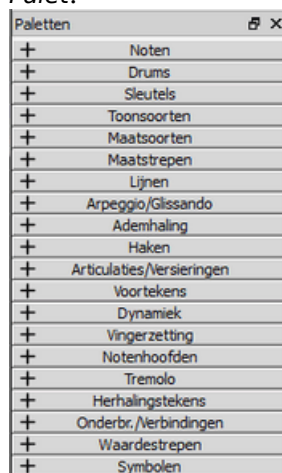 Palet:
Paletten
Noten
Drums
Sleutels
Toonsoorten
Maatsoorten
Maatstrepen
Lijnen
Arpeggio/Glissando
Ademhaling
Haken
Articulaties/Versieringen
Voortekens
Dynamiek
Vingerzetting
Notenhoofden
Tremolo
Herhalingstekens
Onderbr./Verbindingen
Waardestrepen
Symbolen